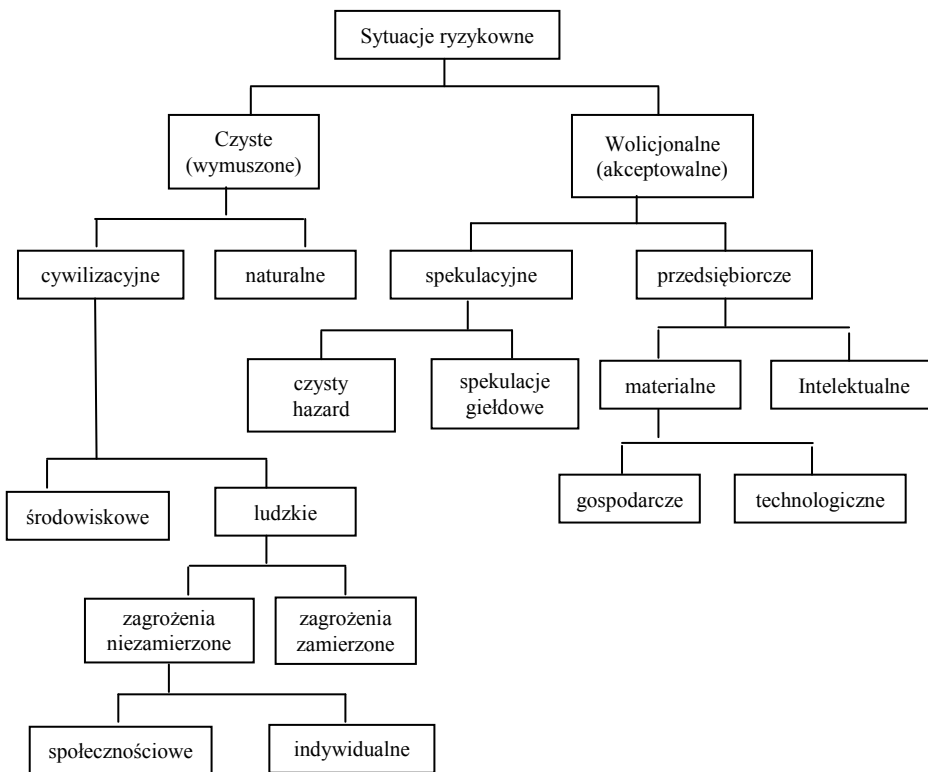 Sytuacje ryzykowne
Czyste
(wymuszone)
Wolicjonalne
(akceptowalne)
cywilizacyjne
naturalne
spekulacyjne
przedsiębiorcze
czysty
hazard
spekulacje
giełdowe
materialne
Intelektualne
środowiskowe
ludzkie
gospodarcze
technologiczne
zagrożenia
niezamierzone
zagrożenia
zamierzone
społecznościowe
indywidualne